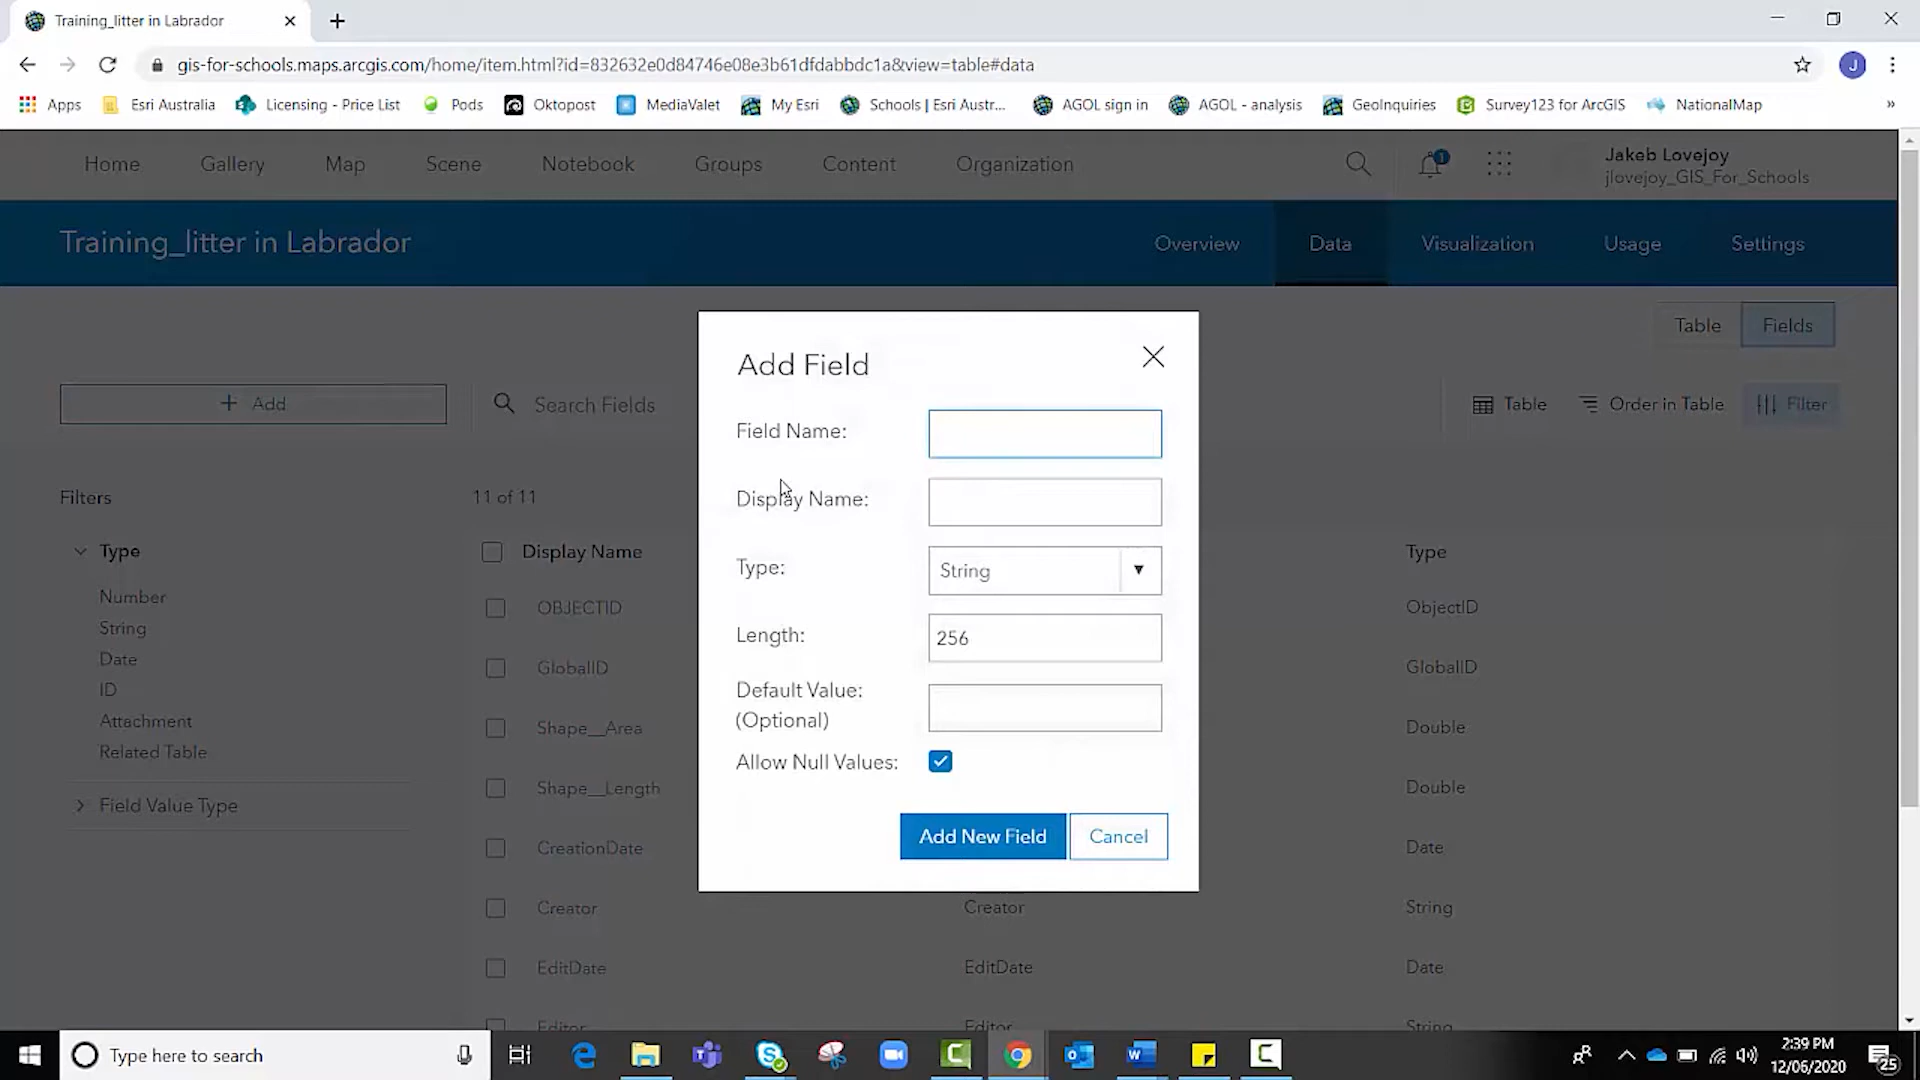 Training_litter in Labrador
gis-for-schools.maps.arcgis.com/home/item.html?id=832632e0d84746e08e3b61dfdabbdc1a&view=table#data
J
Apps Esri Australia Licensing - Price List Pods Oktopost MediaValet My Esri Schools | Esri Austr... AGOL sign in AGOL - analysis GeoInquiries Survey123 for ArcGIS NationalMap »
Home Gallery Map Scene Notebook Groups Content Organization 1 Jakeb Lovejoy
jlovejoy_GIS_For_Schools
Training_litter in Labrador Overview Data Visualization Usage Settings
Table Fields
+ Add Search Fields Table Order in Table Filter
Add Field
Field Name:
Display Name:
Type: String
Length: 256
Default Value:
(Optional)
Allow Null Values:
Add New Field Cancel
Filters 11 of 11
Type Display Name Type
Number
String
Date
ID
Attachment
Related Table
Field Value Type
OBJECTID ObjectID
GlobalID GlobalID
Shape__Area Double
Shape__Length Double
CreationDate Date
Creator Creator String
EditDate EditDate Date
Editor Editor String
Type here to search
2:39 PM
12/06/2020
25